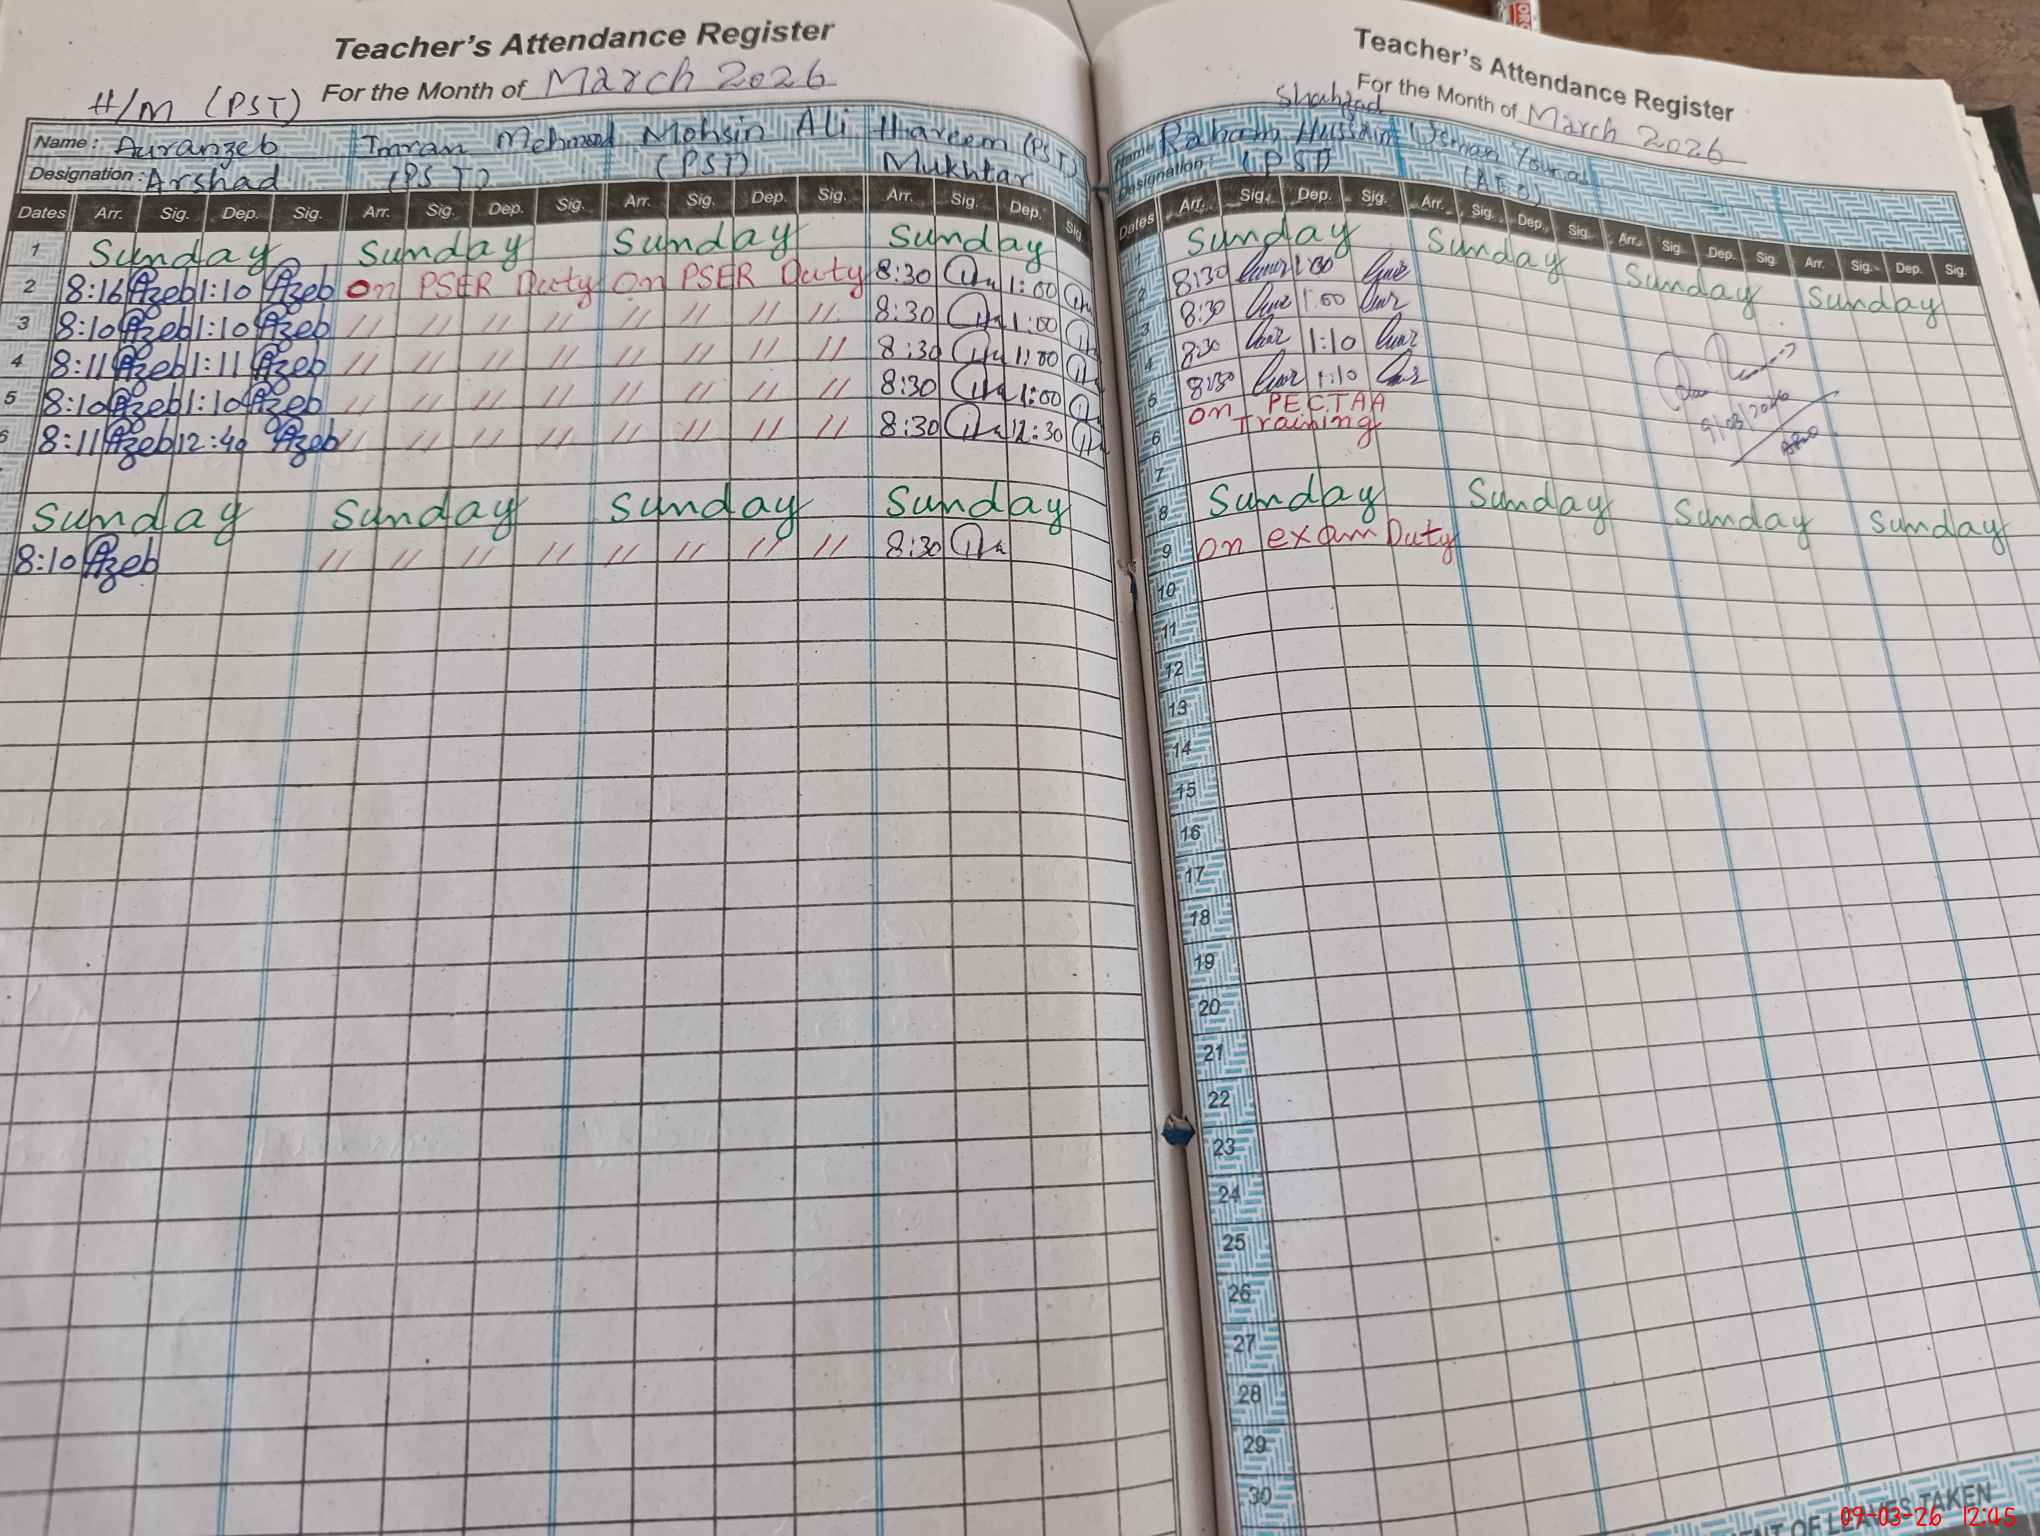 Teacher's Attendance Register
For the Month of March 2026
H/M (PST)
Name: Auranzeb Imran Mehmood Mohsin Ali Hareem (PST)
Designation: Arshad (PST) (PST) Mukhtar
Dates Arr. Sig. Dep. Sig. Arr. Sig. Dep. Sig. Arr. Sig. Dep. Sig. Arr. Sig. Dep. Sig.
1 Sunday Sunday Sunday Sunday
2 8:16 Azeb 1:10 Azeb on PSER Duty on PSER Duty 8:30 1:00
3 8:10 Azeb 1:10 Azeb // // // // // // // // 8:30 1:00
4 8:11 Azeb 1:11 Azeb // // // // // // // // 8:30 1:00
5 8:10 Azeb 1:10 Azeb // // // // // // // // 8:30 1:00
6 8:11 Azeb 12:40 Azeb // // // // // // // // 8:30 12:30
Sunday Sunday Sunday Sunday
8:10 Azeb // // // // // // // // 8:30
Teacher's Attendance Register
For the Month of March 2026
Shahzad
Name: Hussain Usman
Designation: (PST) (AEO)
Dates Arr. Sig. Dep. Sig. Arr. Sig. Dep. Sig. Arr. Sig. Dep. Sig. Arr. Sig. Dep. Sig.
1 Sunday Sunday Sunday Sunday
2 8:30 1:00
3 8:30 1:00
4 8:30 1:10
5 8:30 1:10
6 on PECTAA Training
7
8 Sunday Sunday Sunday Sunday
9 on exam Duty
9/03/2026
10
11
12
13
14
15
16
17
18
19
20
21
22
23
24
25
26
27
28
29
30
OF LEAVES TAKEN
09-03-26 12:45